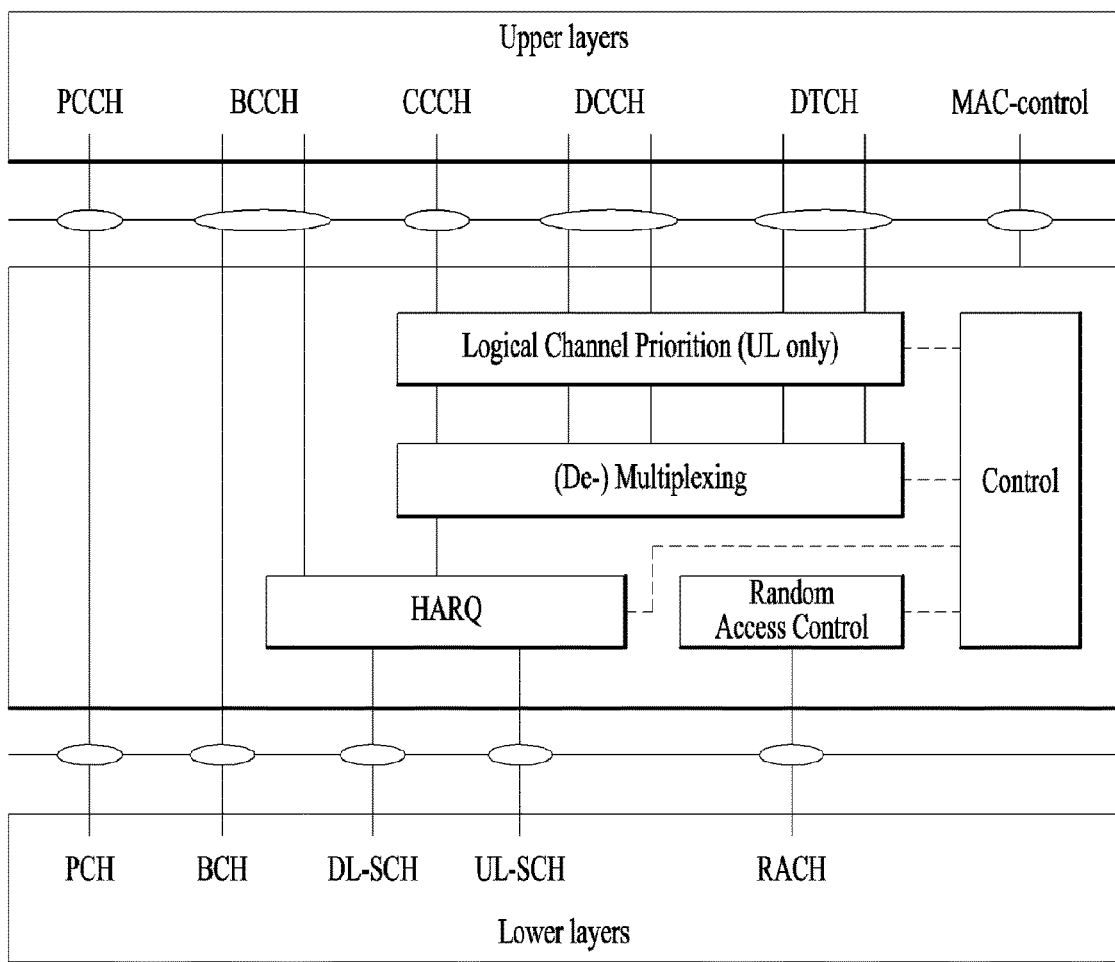 Upper layers
PCCH BCCH CCCH DCCH DTCH MAC-control
Logical Channel Priorition (UL only)
(De-) Multiplexing
Control
HARQ
Random
Access Control
PCH BCH DL-SCH UL-SCH RACH
Lower layers